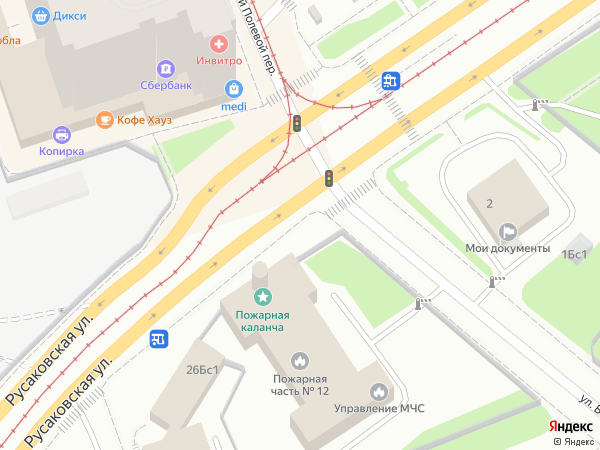 Дикси
обла
Инвитро
й Полевой пер.
Сбербанк
medi
Кофе Хауз
Копирка
2
Мои документы
1Бс1
Пожарная
каланча
Русаковская ул.
Русаковская ул.
26Бс1
Пожарная
часть № 12
Управление МЧС
ул. Б
Яндекс
© Яндекс